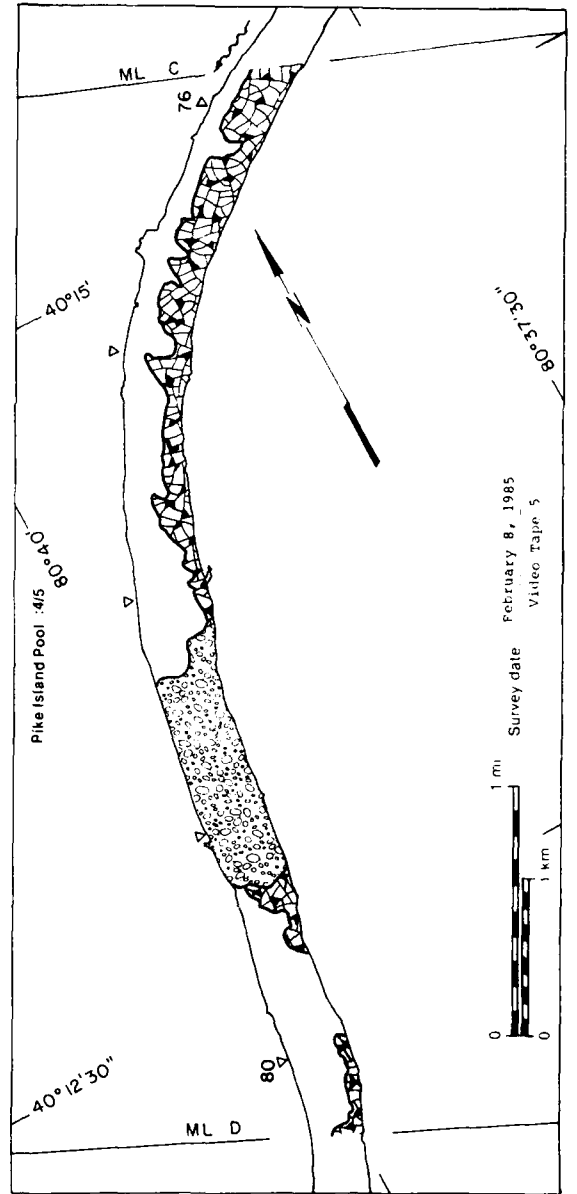 Pike Island Pool :4/5
ML C
76
40°15'
80°40'
80°37'30"
N
80
40°12'30"
ML D
1 mi
0
1 km
0
Survey date February 8, 1985
Video Tape 5